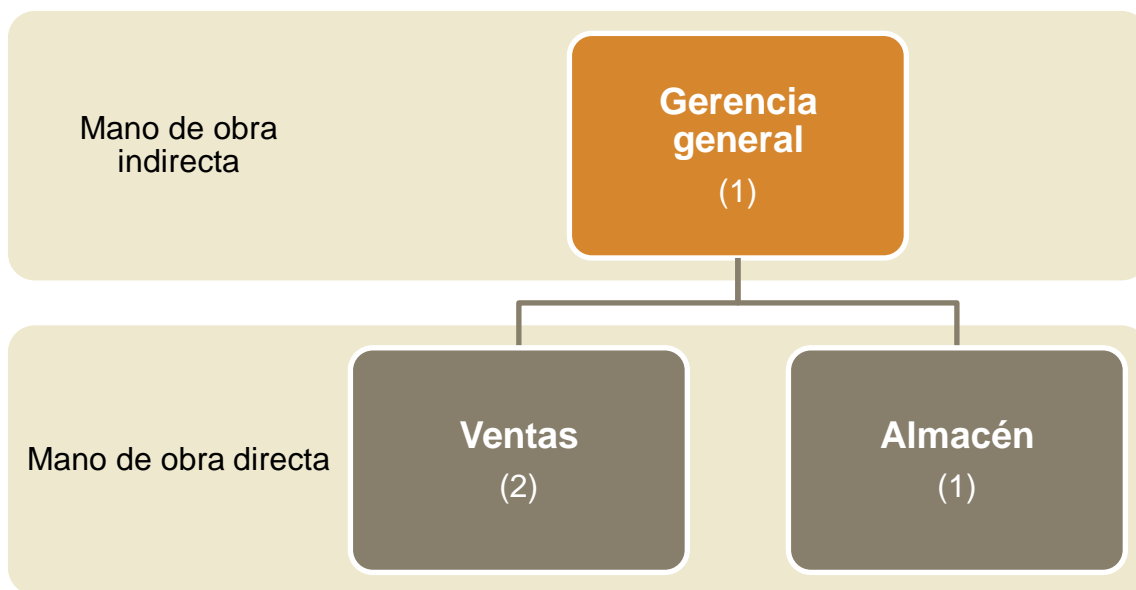 Mano de obra
indirecta
Gerencia
general
(1)
Mano de obra directa
Ventas
(2)
Almacén
(1)